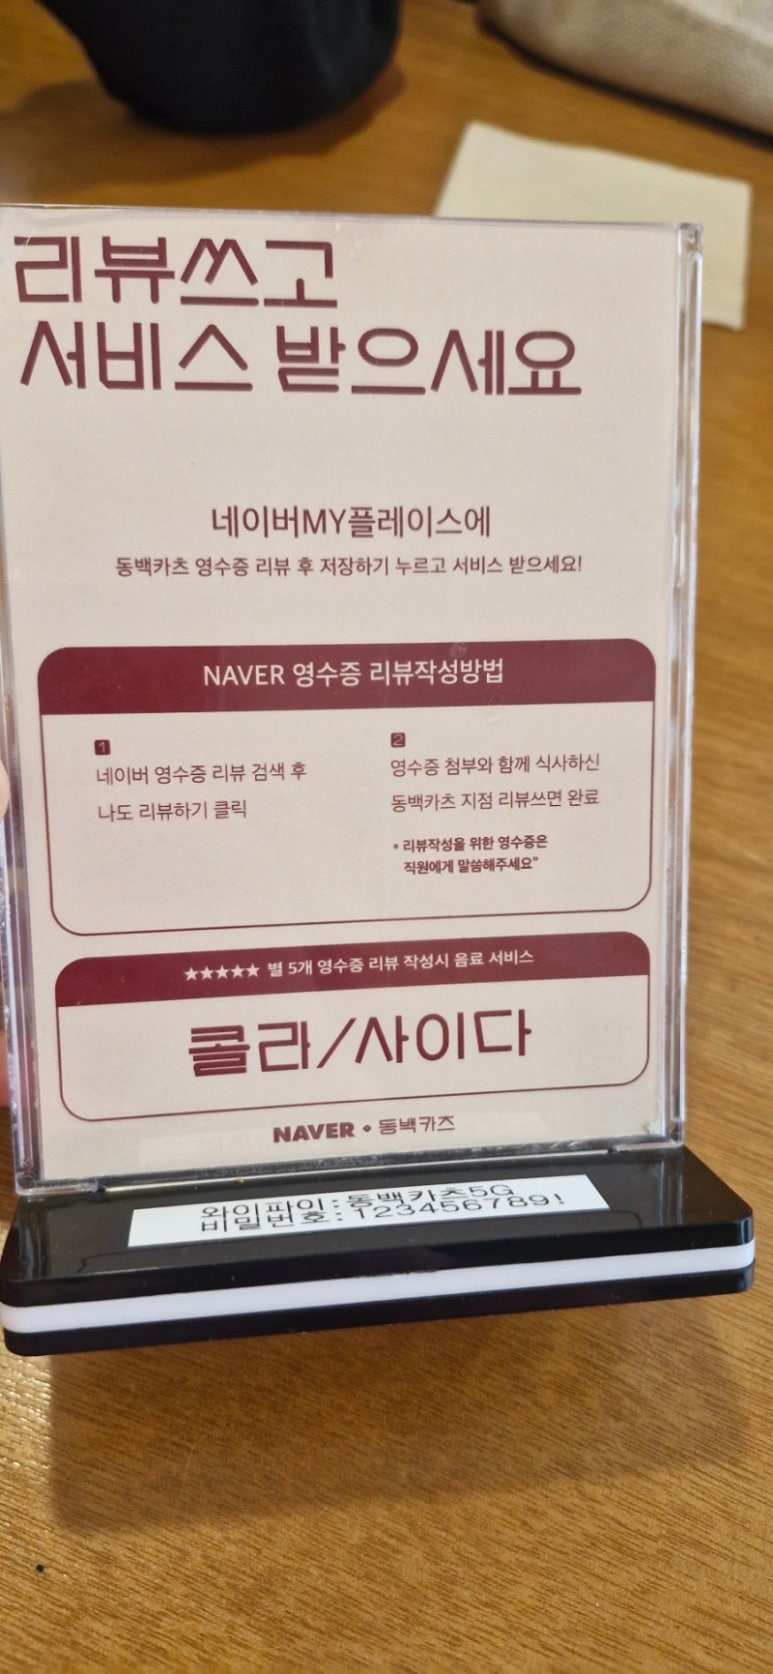 리뷰쓰고
서비스 받으세요
네이버MY플레이스에
동백카츠 영수증 리뷰 후 저장하기 누르고 서비스 받으세요!
NAVER 영수증 리뷰작성방법
1
네이버 영수증 리뷰 검색 후
나도 리뷰하기 클릭
2
영수증 첨부와 함께 식사하신
동백카츠 지점 리뷰쓰면 완료
* 리뷰작성을 위한 영수증은
직원에게 말씀해주세요"
★★★★★ 별 5개 영수증 리뷰 작성시 음료 서비스
콜라/사이다
NAVER • 동백카츠
와이파이:동백카츠5G
비밀번호:123456789!